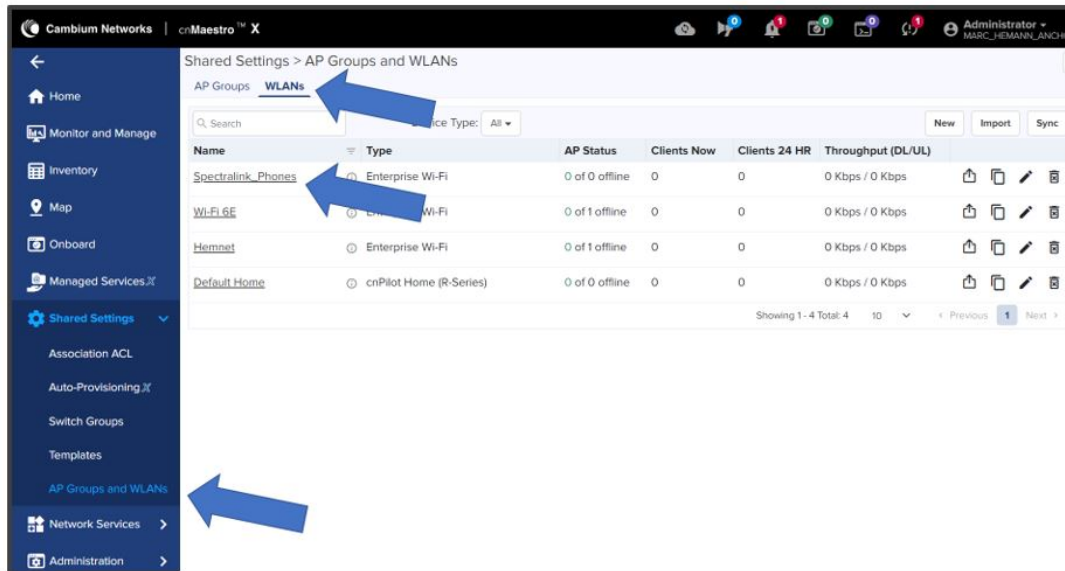 Cambium Networks | cnMaestro™ X
0 1 0 0 1 Administrator
MARC_HEMANN_ANCH
Shared Settings > AP Groups and WLANs
AP Groups WLANs
Home
Monitor and Manage
Inventory
Map
Onboard
Managed Services X
Shared Settings
Association ACL
Auto-Provisioning X
Switch Groups
Templates
AP Groups and WLANs
Network Services
Administration
Search Type: All New Import Sync
Name Type AP Status Clients Now Clients 24 HR Throughput (DL/UL)
Spectralink_Phones Enterprise Wi-Fi 0 of 0 offline 0 0 0 Kbps / 0 Kbps
Wi-Fi 6E Wi-Fi 0 of 1 offline 0 0 0 Kbps / 0 Kbps
Hemnet Enterprise Wi-Fi 0 of 1 offline 0 0 0 Kbps / 0 Kbps
Default Home cnPilot Home (R-Series) 0 of 0 offline 0 0 0 Kbps / 0 Kbps
Showing 1 - 4 Total: 4 10 < Previous 1 Next >